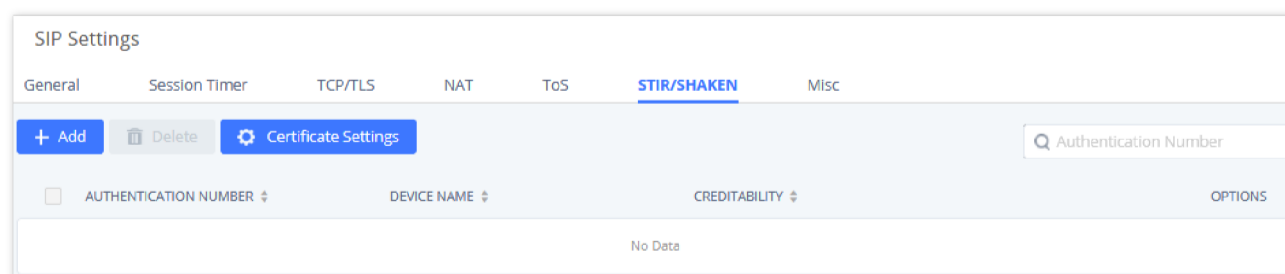 SIP Settings
General Session Timer TCP/TLS NAT ToS STIR/SHAKEN Misc
+ Add Delete Certificate Settings Authentication Number
AUTHENTICATION NUMBER DEVICE NAME CREDITABILITY OPTIONS
No Data